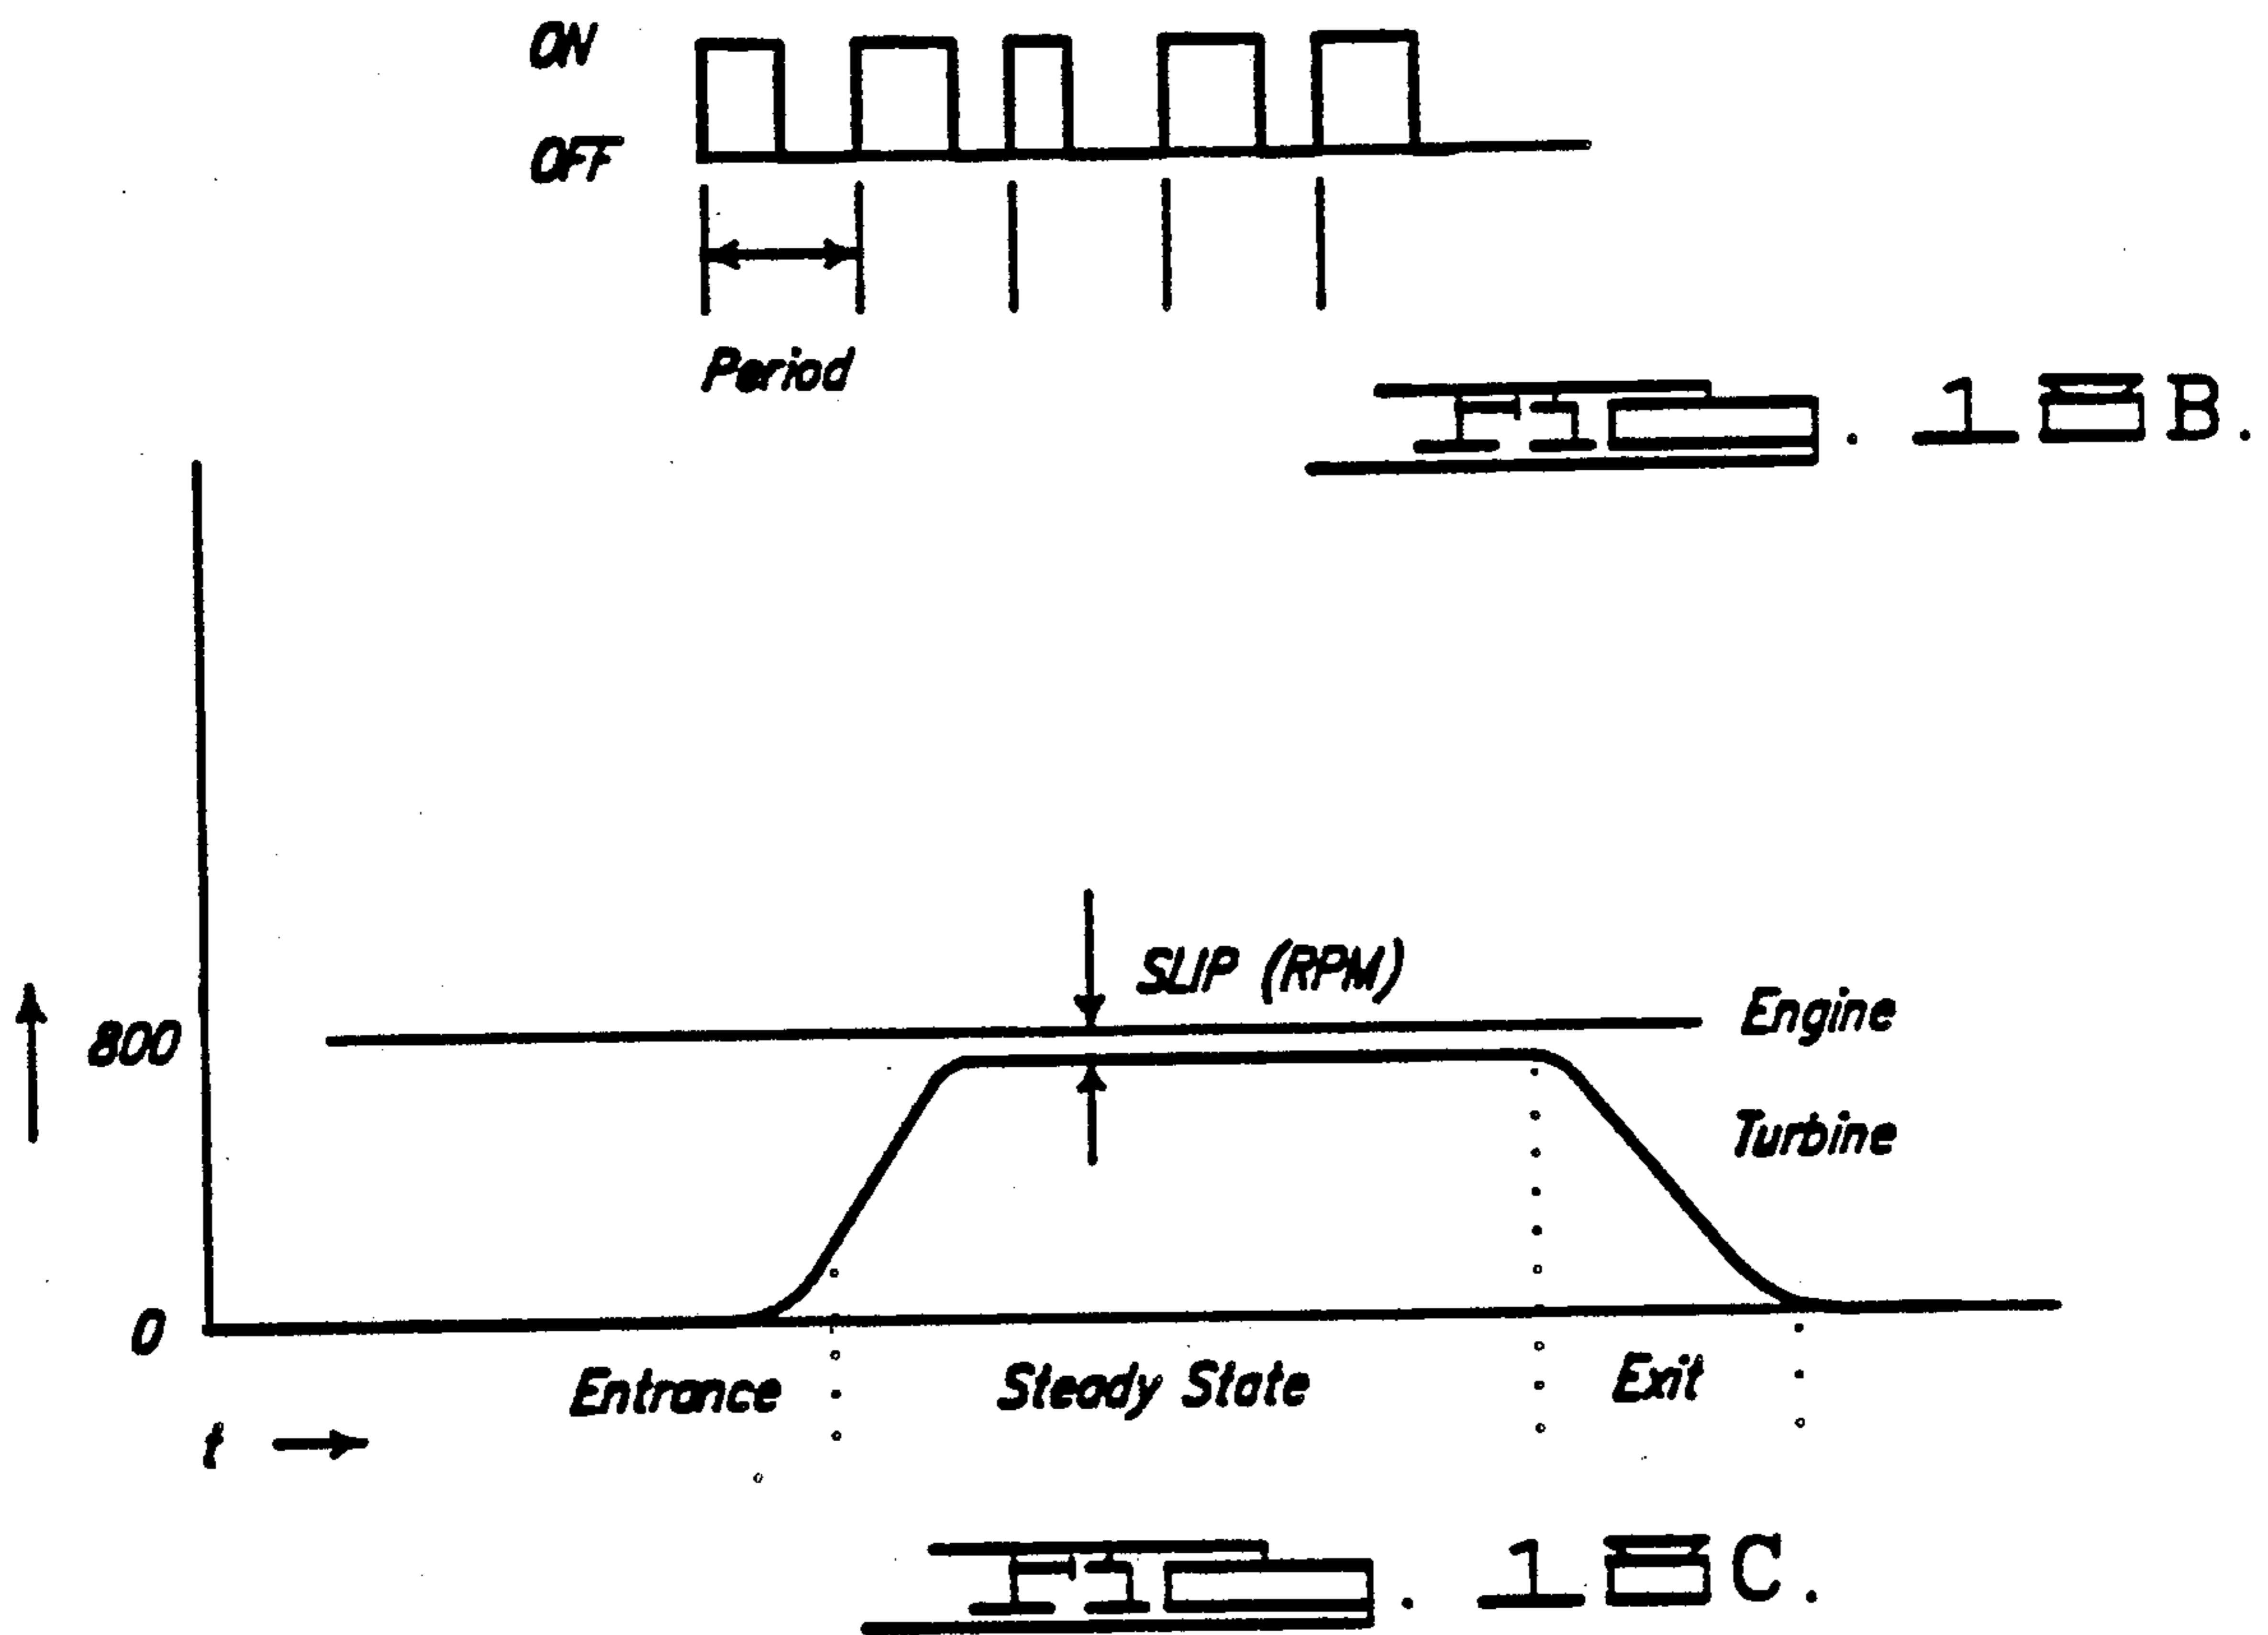 ON
OFF
Period
FIG. 18B.
SLIP (RPM)
Engine
800
Turbine
0
Entrance
Steady State
Exit
t
FIG. 18C.